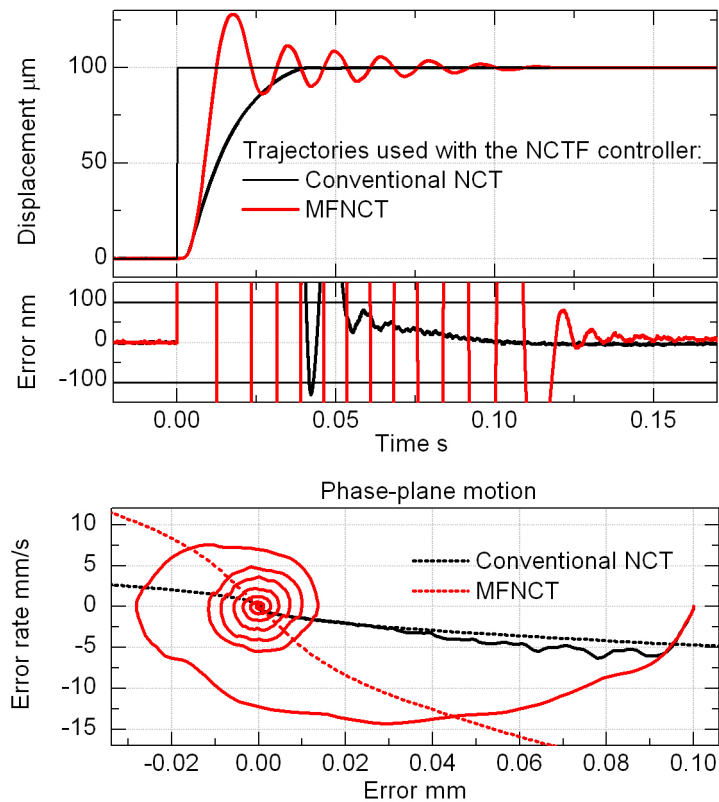 Displacement μm
100
50
0
Trajectories used with the NCTF controller:
Conventional NCT
MFNCT
Error nm
100
0
-100
0.00 0.05 0.10 0.15
Time s
Phase-plane motion
Error rate mm/s
10
5
0
-5
-10
-15
Conventional NCT
MFNCT
-0.02 0.00 0.02 0.04 0.06 0.08 0.10
Error mm